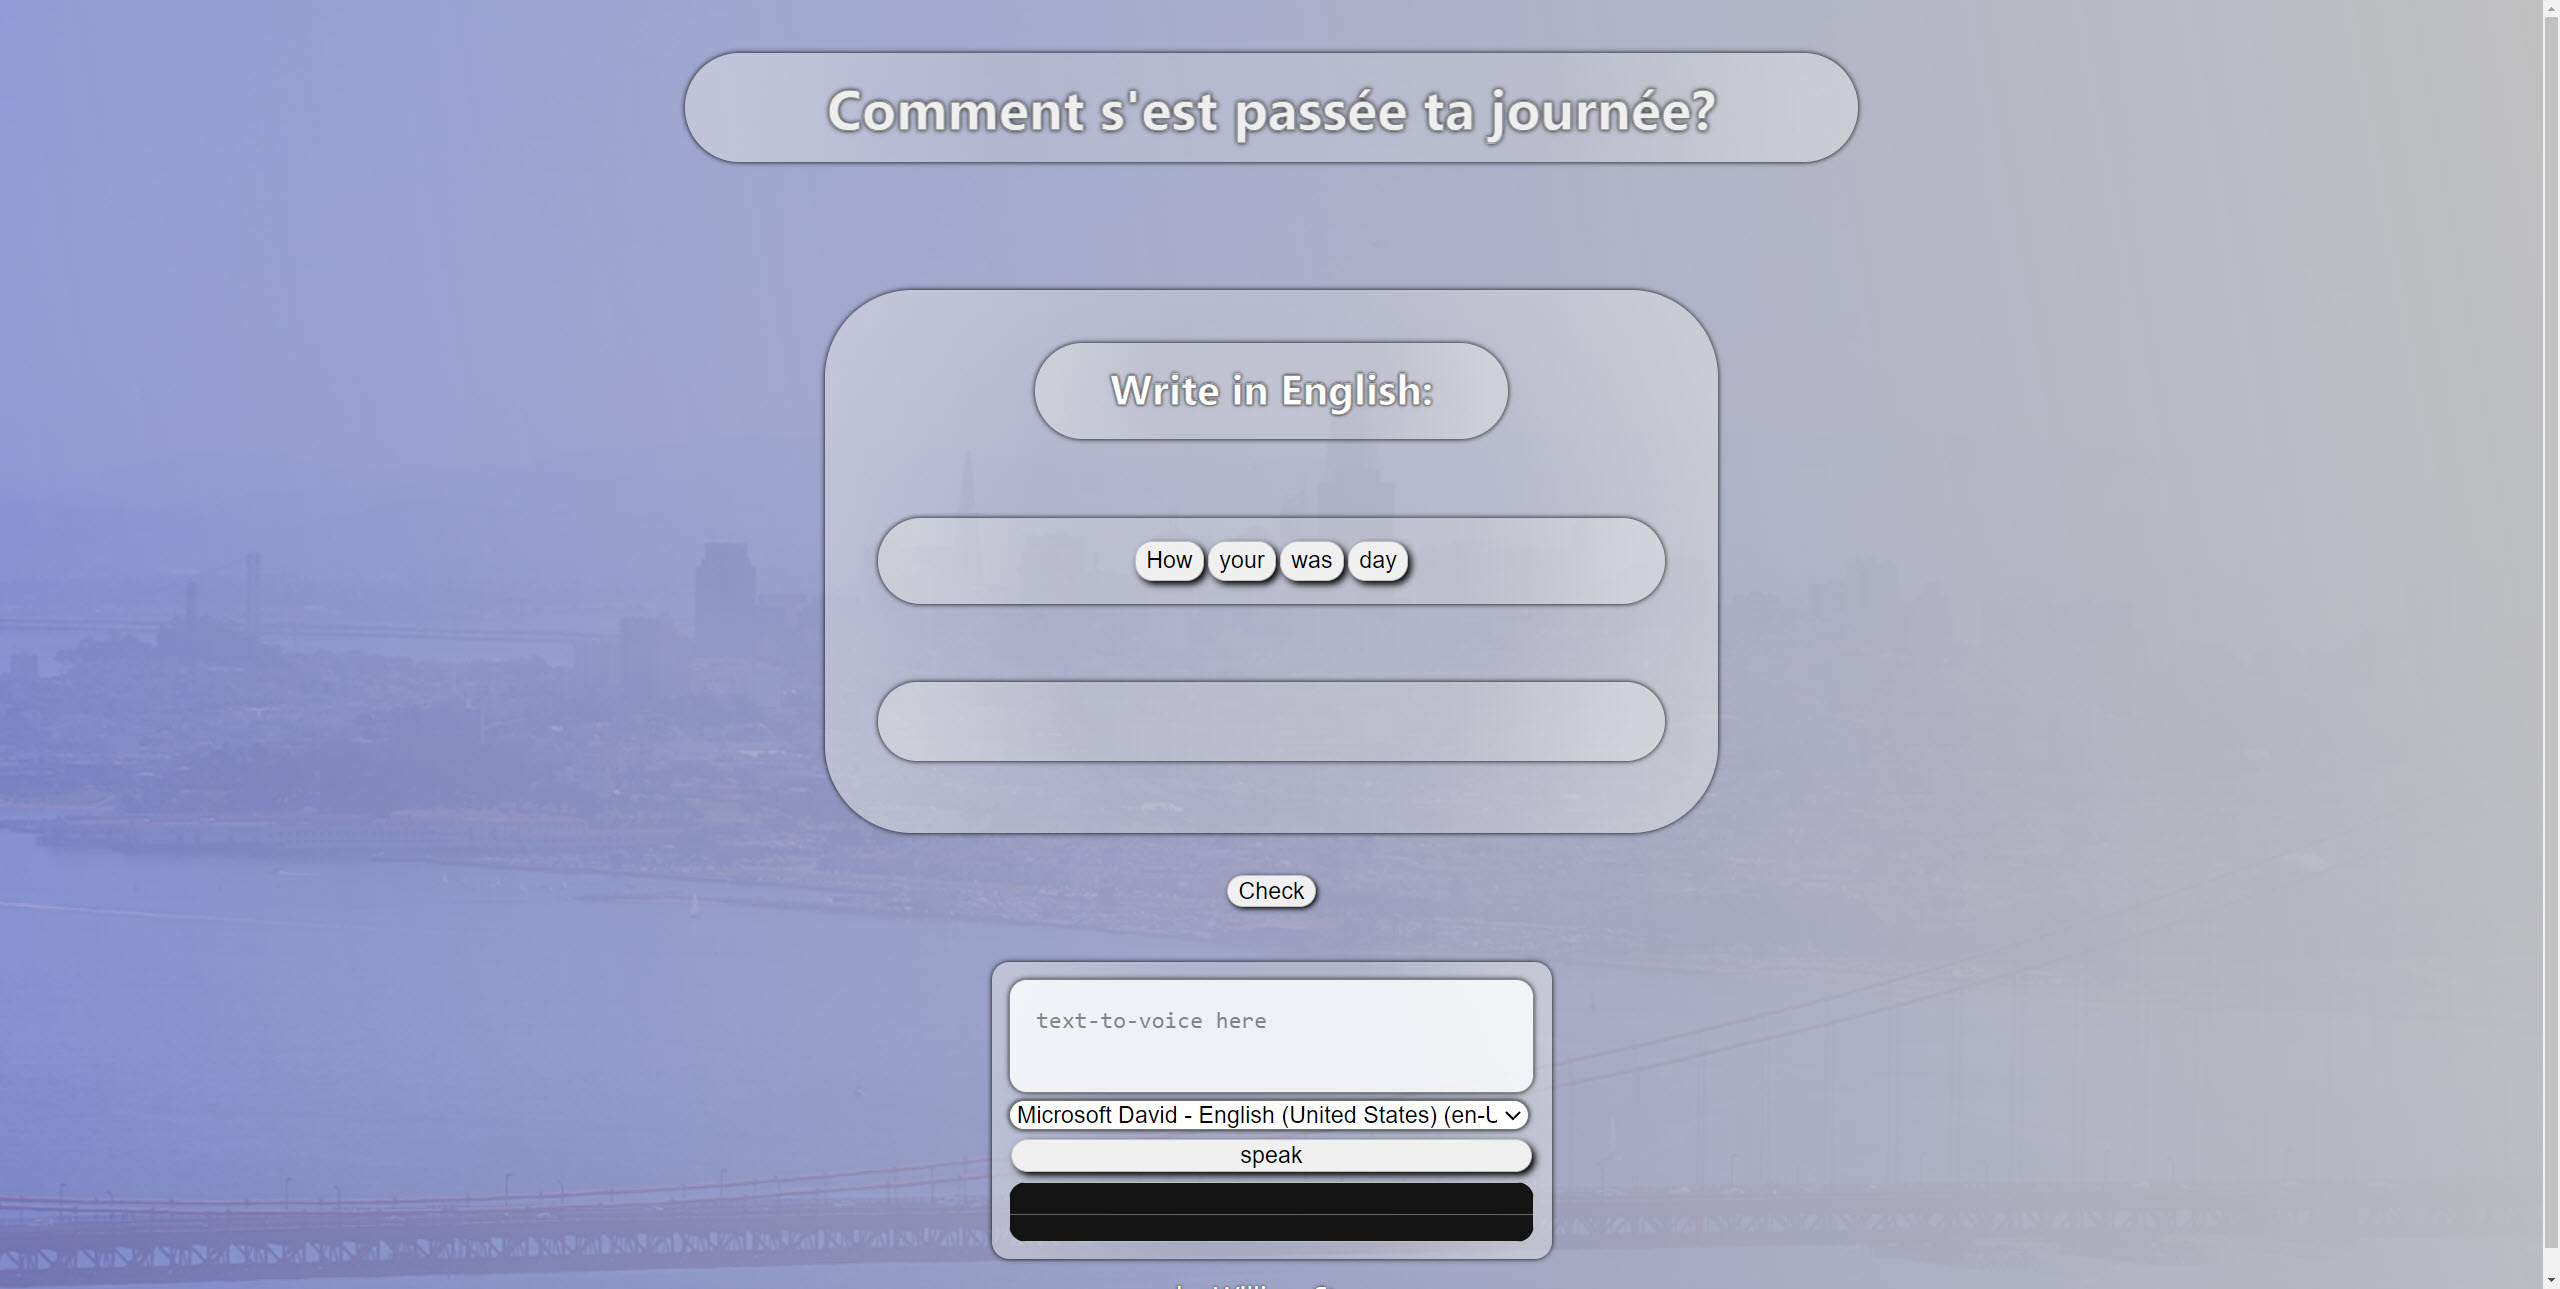 Comment s'est passée ta journée?
Write in English:
How your was day
Check
text-to-voice here
Microsoft David - English (United States) (en-U
speak